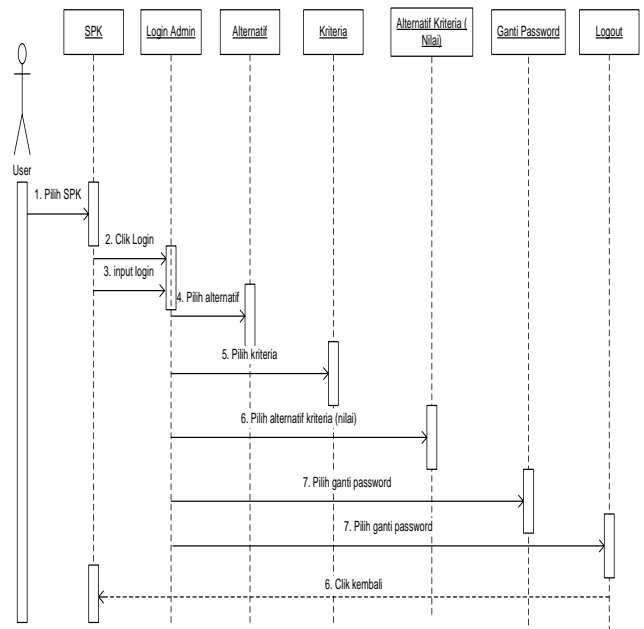 SPK
Login Admin
Alternatif
Kriteria
Alternatif Kriteria (
Nilai)
Ganti Password
Logout
User
1. Pilih SPK
2. Clik Login
3. input login
4. Pilih alternatif
5. Pilih kriteria
6. Pilih alternatif kriteria (nilai)
7. Pilih ganti password
7. Pilih ganti password
6. Clik kembali